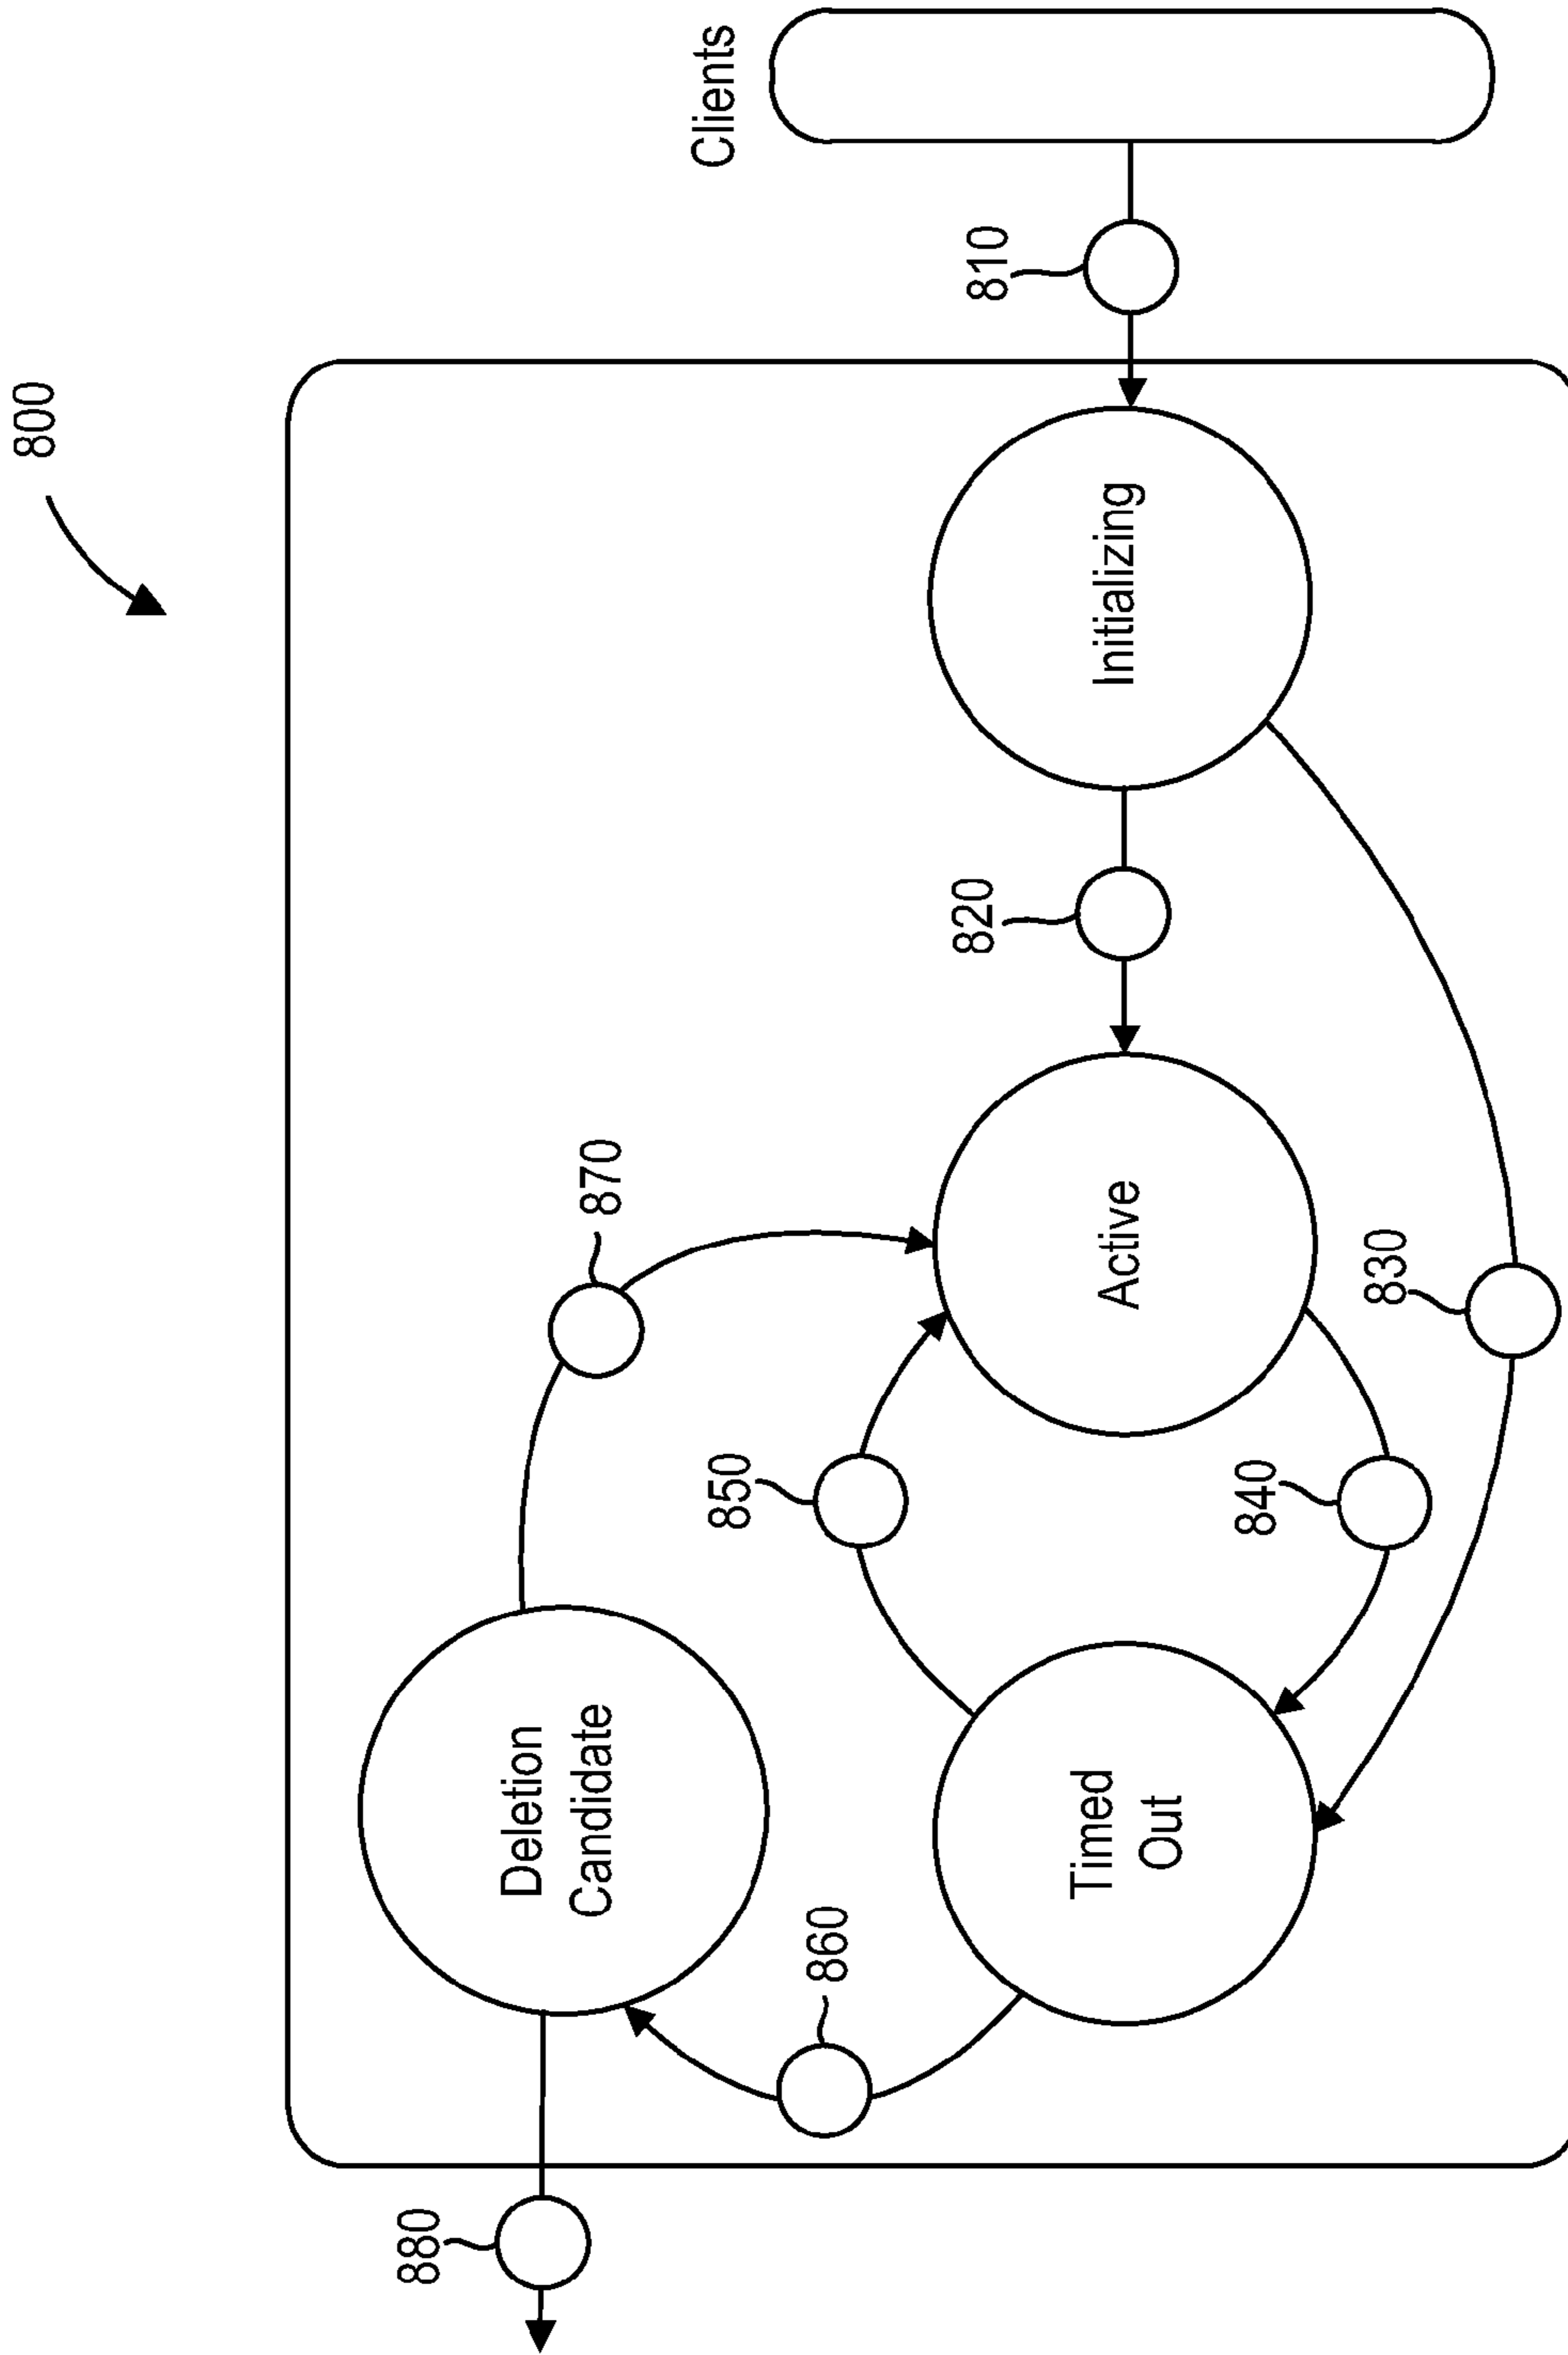 800
Clients
810
Initializing
820
Active
870
850
830
840
Deletion
Candidate
Timed
Out
860
880